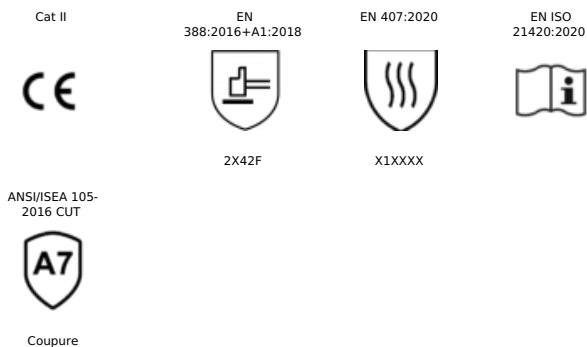 Cat II
EN
388:2016+A1:2018
EN 407:2020
EN ISO
21420:2020
CE
i
2X42F
X1XXXX
ANSI/ISEA 105-
2016 CUT
A7
Coupure